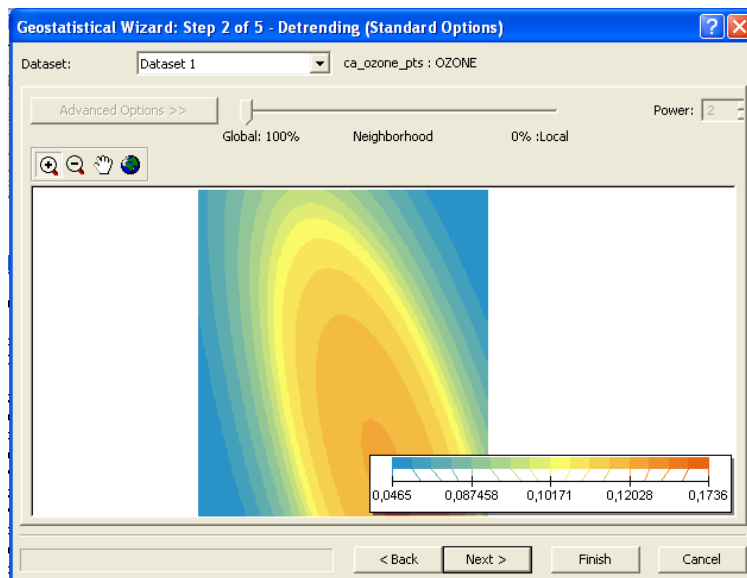 Geostatistical Wizard: Step 2 of 5 - Detrending (Standard Options)
Dataset: Dataset 1 ca_ozone_pts : OZONE
Advanced Options >> Power: 2
Global: 100% Neighborhood 0% :Local
0,0465 0,087458 0,10171 0,12028 0,1736
< Back Next > Finish Cancel